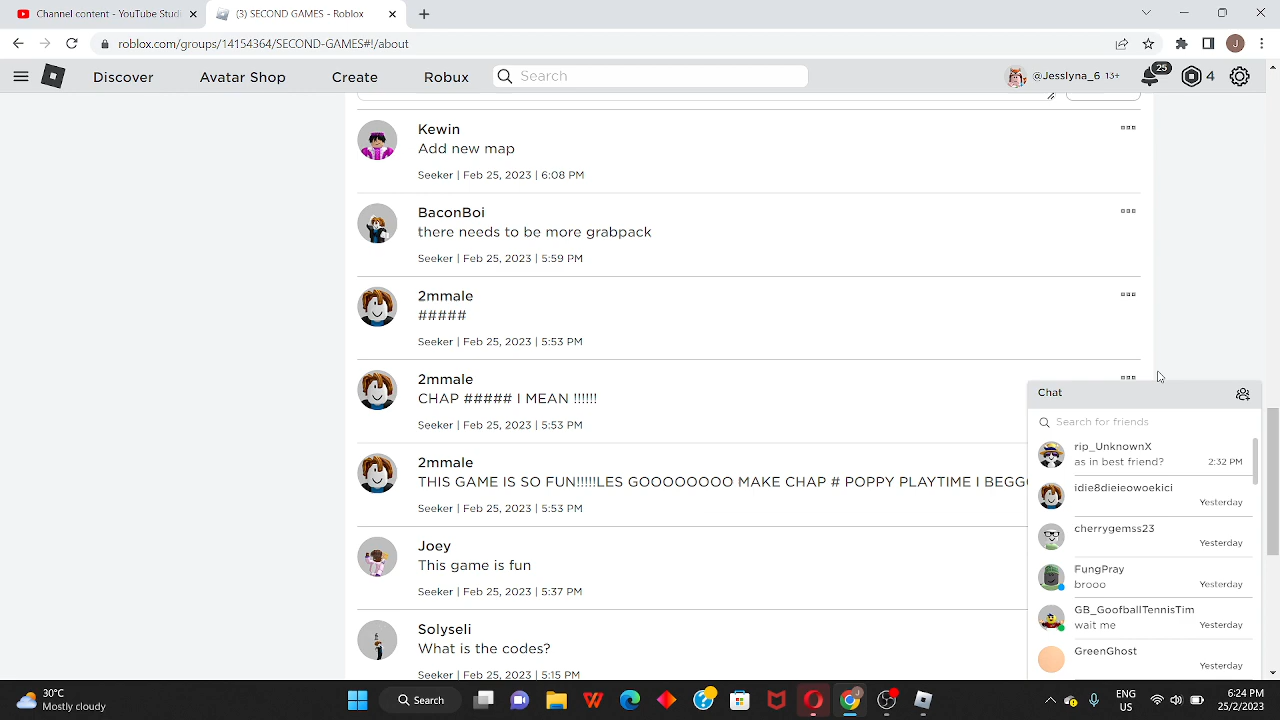 Channel content - YouTube Studi
(3) SECOND GAMES - Roblox
roblox.com/groups/14154364/SECOND-GAMES#!/about
J
Discover
Avatar Shop
Create
Robux
Search
@Jesslyna_6 13+
25
4
Kewin
Add new map
Seeker | Feb 25, 2023 | 6:08 PM
BaconBoi
there needs to be more grabpack
Seeker | Feb 25, 2023 | 5:59 PM
2mmale
#####
Seeker | Feb 25, 2023 | 5:53 PM
2mmale
CHAP ##### I MEAN !!!!!!
Seeker | Feb 25, 2023 | 5:53 PM
2mmale
THIS GAME IS SO FUN!!!!!LES GOOOOOOOO MAKE CHAP # POPPY PLAYTIME I BEGG
Seeker | Feb 25, 2023 | 5:53 PM
Joey
This game is fun
Seeker | Feb 25, 2023 | 5:37 PM
Solyseli
What is the codes?
Seeker | Feb 25, 2023 | 5:15 PM
Chat
Search for friends
rip_UnknownX
as in best friend?
2:32 PM
idie8dieieowoekici
Yesterday
cherrygemss23
Yesterday
FungPray
brooo
Yesterday
GB_GoofballTennisTim
wait me
Yesterday
GreenGhost
Yesterday
30°C
Mostly cloudy
Search
ENG
US
6:24 PM
25/2/2023